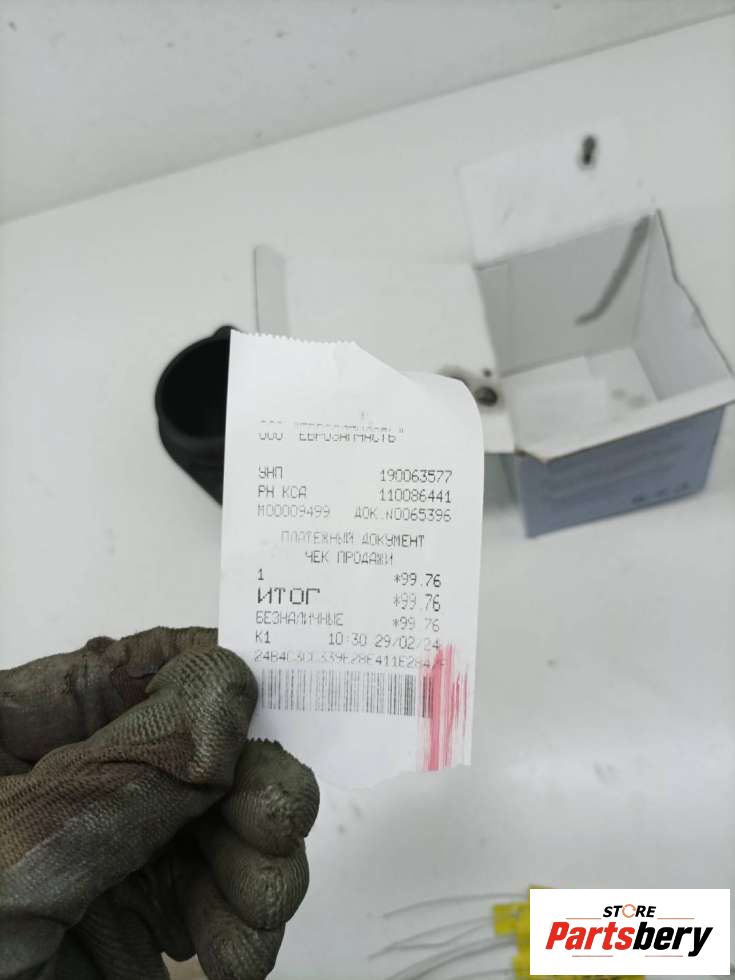 ООО "ЕВРОЗАПЧАСТЬ"
УНП 190063577
РН КСА 110086441
М00009499 ДОК.N0065396
ПЛАТЕЖНЫЙ ДОКУМЕНТ
ЧЕК ПРОДАЖИ
1 *99.76
ИТОГ *99.76
БЕЗНАЛИЧНЫЕ *99.76
К1 10:30 29/02/24
STORE
Partsbery